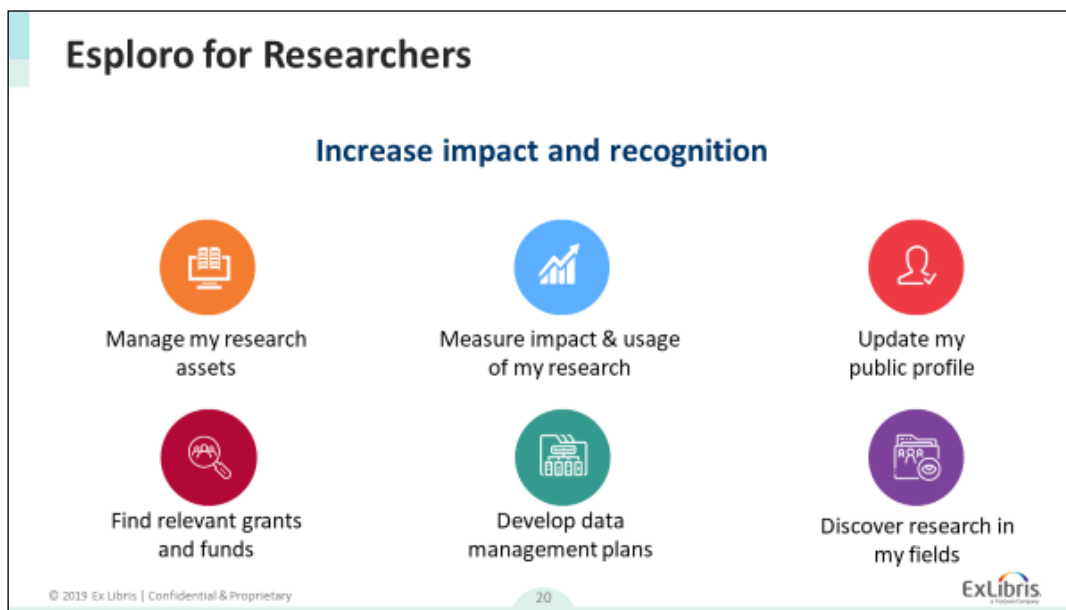 Esploro for Researchers
Increase impact and recognition
Manage my research
assets
Measure impact & usage
of my research
Update my
public profile
Find relevant grants
and funds
Develop data
management plans
Discover research in
my fields
© 2019 Ex Libris | Confidential & Proprietary
20
ExLibris
a ProQuest Company